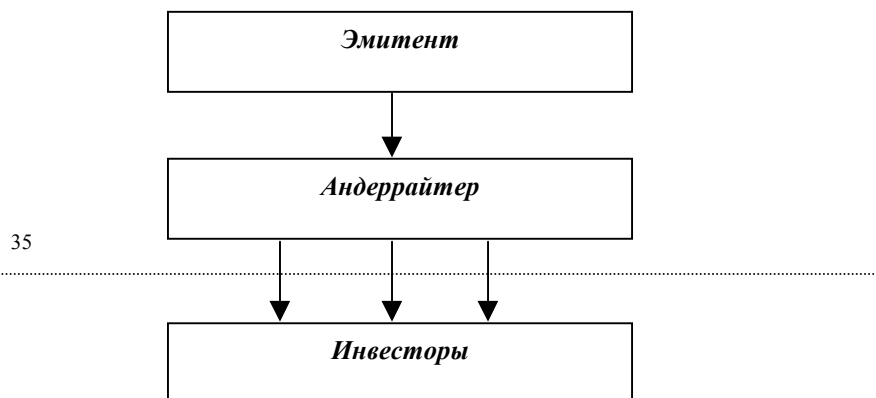 Эмитент
Андеррайтер
35
Инвесторы